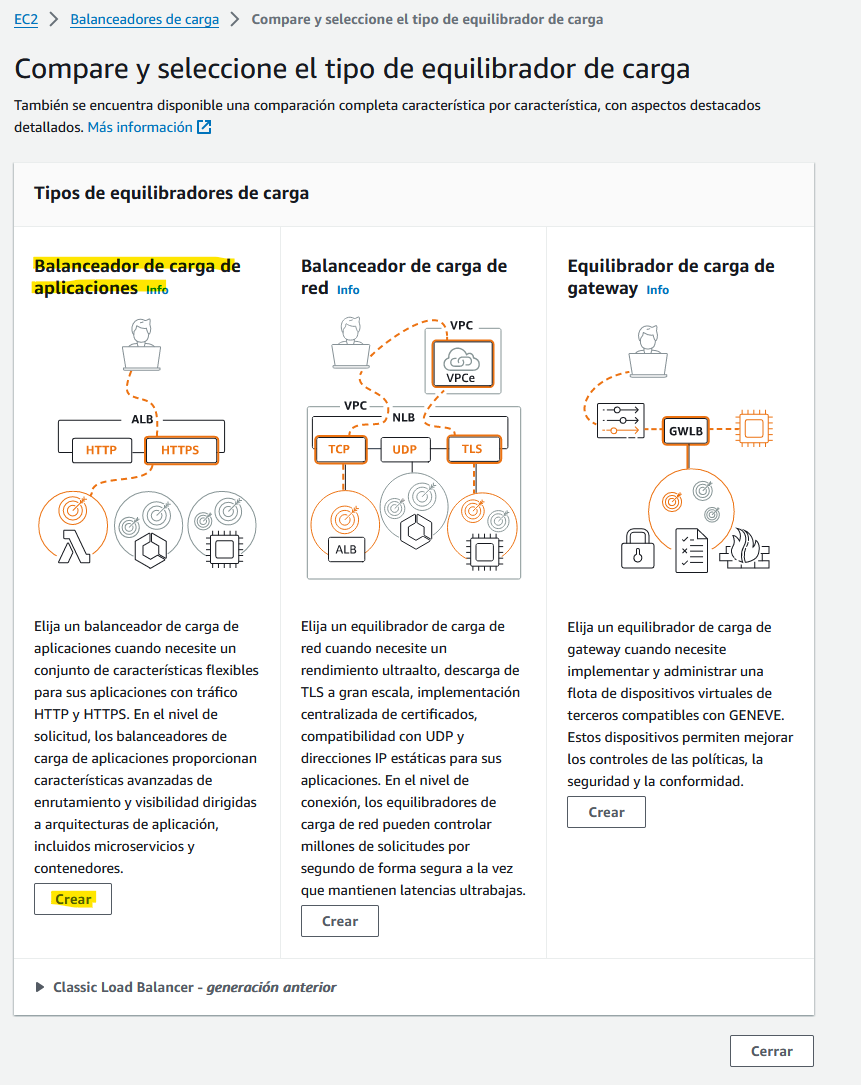 EC2 > Balanceadores de carga > Compare y seleccione el tipo de equilibrador de carga
Compare y seleccione el tipo de equilibrador de carga
También se encuentra disponible una comparación completa característica por característica, con aspectos destacados
detallados. Más información
Tipos de equilibradores de carga
Balanceador de carga de
aplicaciones Info
ALB
HTTP
HTTPS
Elija un balanceador de carga de
aplicaciones cuando necesite un
conjunto de características flexibles
para sus aplicaciones con tráfico
HTTP y HTTPS. En el nivel de
solicitud, los balanceadores de
carga de aplicaciones proporcionan
características avanzadas de
enrutamiento y visibilidad dirigidas
a arquitecturas de aplicación,
incluidos microservicios y
contenedores.
Crear
Balanceador de carga de
red Info
VPC
VPCe
VPC
NLB
TCP
UDP
TLS
ALB
Elija un equilibrador de carga de
red cuando necesite un
rendimiento ultraalto, descarga de
TLS a gran escala, implementación
centralizada de certificados,
compatibilidad con UDP y
direcciones IP estáticas para sus
aplicaciones. En el nivel de
conexión, los equilibradores de
carga de red pueden controlar
millones de solicitudes por
segundo de forma segura a la vez
que mantienen latencias ultrabajas.
Crear
Equilibrador de carga de
gateway Info
GWLB
Elija un equilibrador de carga de
gateway cuando necesite
implementar y administrar una
flota de dispositivos virtuales de
terceros compatibles con GENEVE.
Estos dispositivos permiten mejorar
los controles de las políticas, la
seguridad y la conformidad.
Crear
Classic Load Balancer - generación anterior
Cerrar